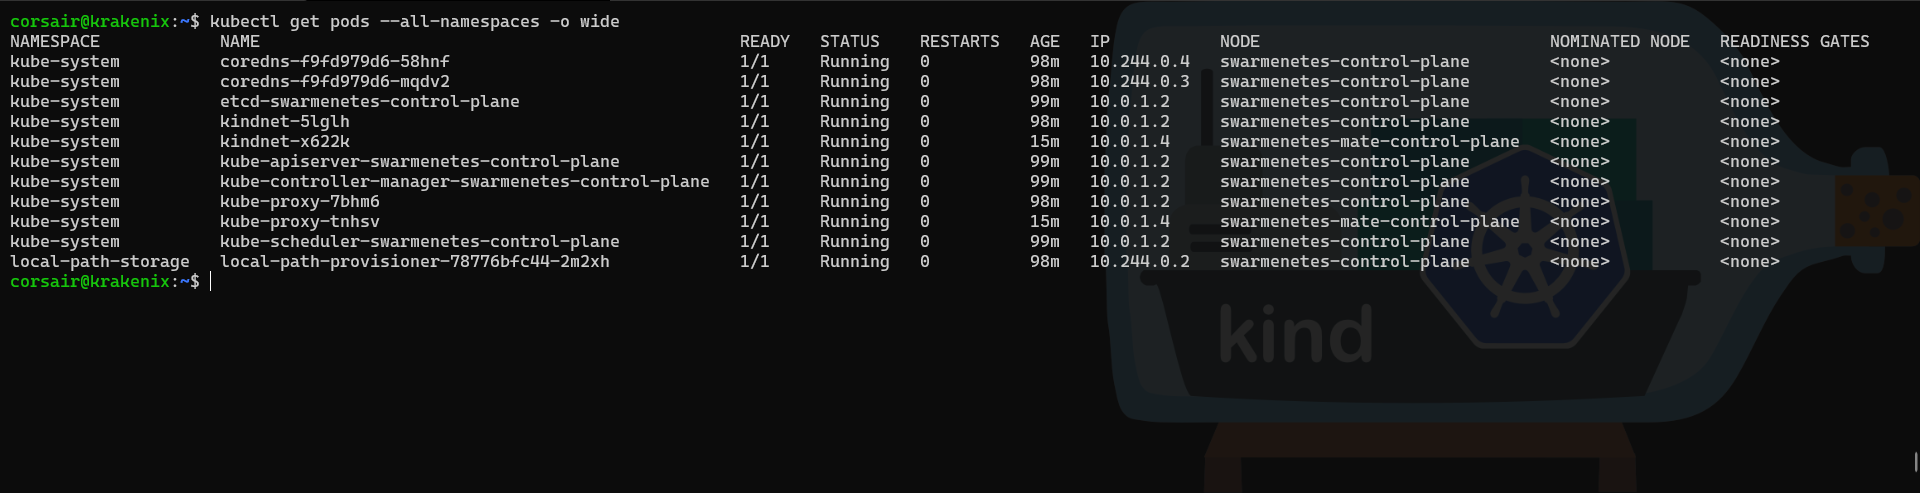 corsair@krakenix:~$ kubectl get pods --all-namespaces -o wide
NAMESPACE NAME READY STATUS RESTARTS AGE IP NODE NOMINATED NODE READINESS GATES
kube-system coredns-f9fd979d6-58hnf 1/1 Running 0 98m 10.244.0.4 swarmenetes-control-plane <none> <none>
kube-system coredns-f9fd979d6-mqdv2 1/1 Running 0 98m 10.244.0.3 swarmenetes-control-plane <none> <none>
kube-system etcd-swarmenetes-control-plane 1/1 Running 0 99m 10.0.1.2 swarmenetes-control-plane <none> <none>
kube-system kindnet-5lglh 1/1 Running 0 98m 10.0.1.2 swarmenetes-control-plane <none> <none>
kube-system kindnet-x622k 1/1 Running 0 15m 10.0.1.4 swarmenetes-mate-control-plane <none> <none>
kube-system kube-apiserver-swarmenetes-control-plane 1/1 Running 0 99m 10.0.1.2 swarmenetes-control-plane <none> <none>
kube-system kube-controller-manager-swarmenetes-control-plane 1/1 Running 0 99m 10.0.1.2 swarmenetes-control-plane <none> <none>
kube-system kube-proxy-7bhm6 1/1 Running 0 98m 10.0.1.2 swarmenetes-control-plane <none> <none>
kube-system kube-proxy-tnhsv 1/1 Running 0 15m 10.0.1.4 swarmenetes-mate-control-plane <none> <none>
kube-system kube-scheduler-swarmenetes-control-plane 1/1 Running 0 99m 10.0.1.2 swarmenetes-control-plane <none> <none>
local-path-storage local-path-provisioner-78776bfc44-2m2xh 1/1 Running 0 98m 10.244.0.2 swarmenetes-control-plane <none> <none>
corsair@krakenix:~$
kind